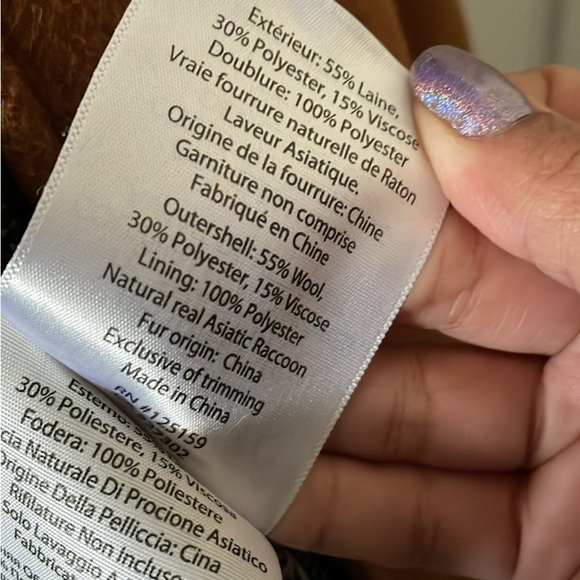 Extérieur: 55% Laine,
30% Polyester, 15% Viscose
Doublure: 100% Polyester
Vraie fourrure naturelle de Raton
Laveur Asiatique.
Origine de la fourrure: Chine
Garniture non comprise
Fabriqué en Chine
Outershell: 55% Wool,
30% Polyester, 15% Viscose
Lining: 100% Polyester
Natural real Asiatic Raccoon
Fur origin: China
Exclusive of trimming
Made in China
RN #125159
30% Poliestere, 15% Viscosa
Fodera: 100% Poliestere
Naturale Di Procione Asiatico
Origine Della Pelliccia: Cina
Rifilature Non Incluse
Solo Lavaggio A